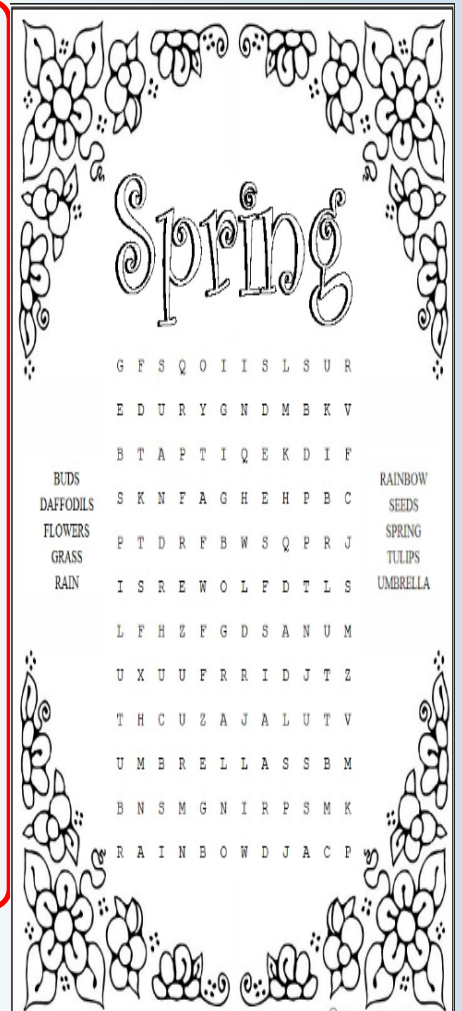 Spring
G F S Q O I I S L S U R
E D U R Y G N D M B K V
B T A P T I Q E K D I F
S K N F A G H E H P B C
P T D R F B W S Q P R J
I S R E W O L F D T L S
L F H Z F G D S A N U M
U X U U F R R I D J T Z
T H C U Z A J A L U T V
U M B R E L L A S S B M
B N S M G N I R P S M K
R A I N B O W D J A C P
BUDS
DAFFODILS
FLOWERS
GRASS
RAIN
RAINBOW
SEEDS
SPRING
TULIPS
UMBRELLA